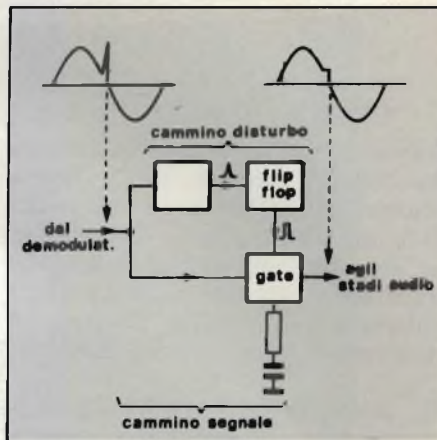 cammino disturbo
flip
flop
dal
demodulat.
gate
agli
stadi audio
cammino segnale